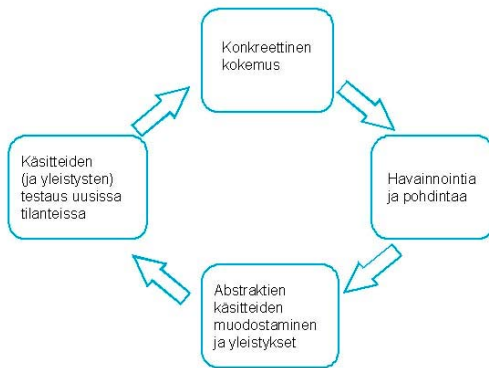 Konkreettinen
kokemus
Havainnointia
ja pohdintaa
Abstraktien
käsitteiden
muodostaminen
ja yleistykset
Käsitteiden
(ja yleistysten)
testaus uusissa
tilanteissa